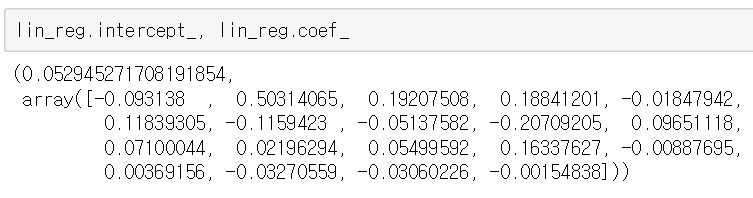 lin_reg.intercept_, lin_reg.coef_
(0.052945271708191854,
 array([-0.093138  ,  0.50314065,  0.19207508,  0.18841201, -0.01847942,
         0.11839305, -0.1159423 , -0.05137582, -0.20709205,  0.09651118,
         0.07100044,  0.02196294,  0.05499592,  0.16337627, -0.00887695,
         0.00369156, -0.03270559, -0.03060226, -0.00154838]))